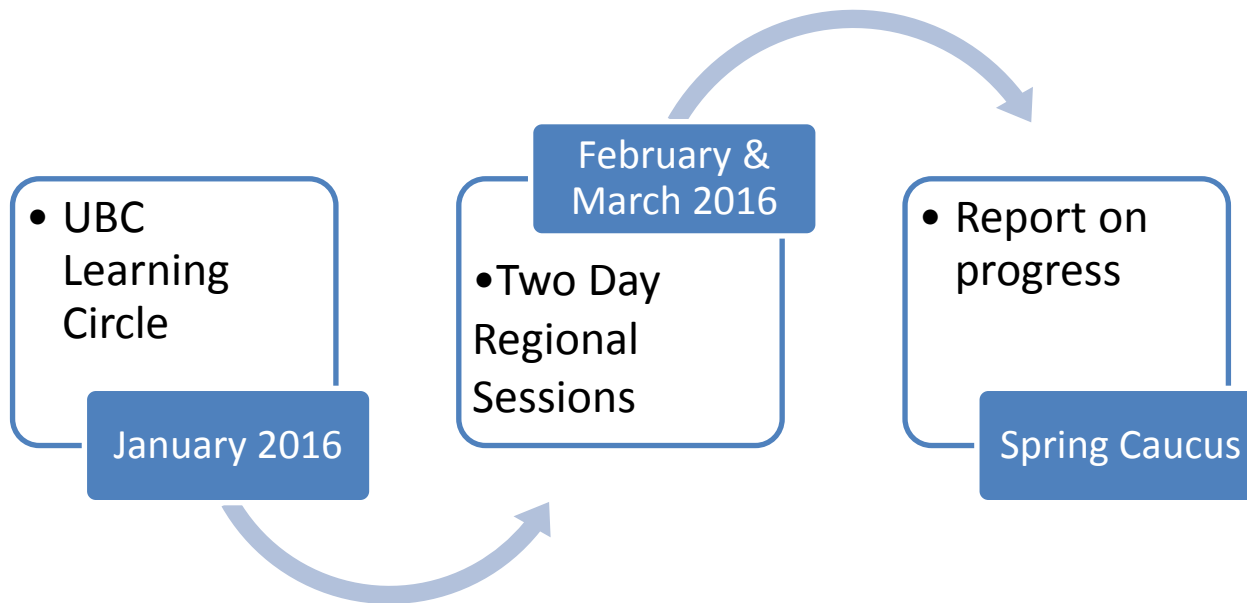 • UBC
Learning
Circle
January 2016
February &
March 2016
•Two Day
Regional
Sessions
• Report on
progress
Spring Caucus